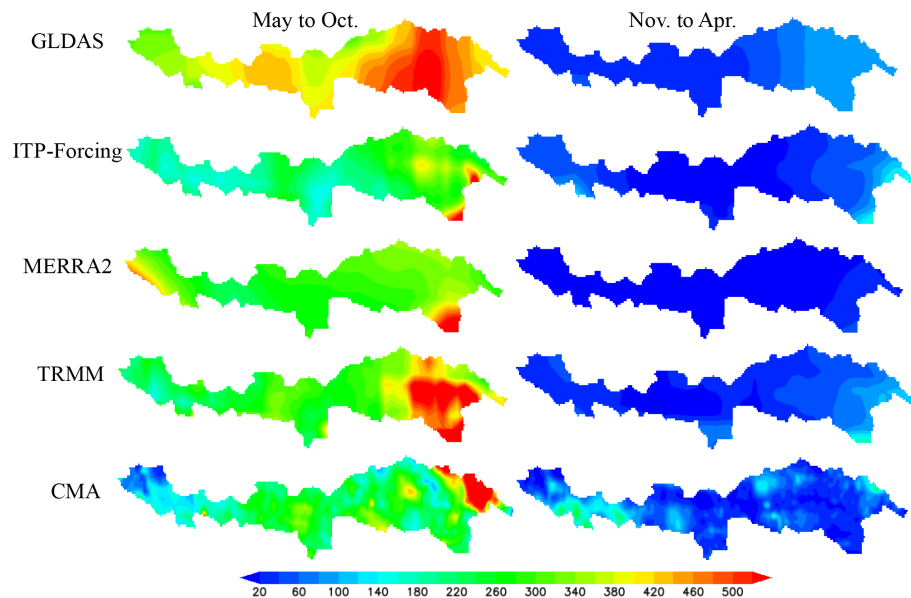 May to Oct. Nov. to Apr.
GLDAS
ITP-Forcing
MERRA2
TRMM
CMA
20 60 100 140 180 220 260 300 340 380 420 460 500